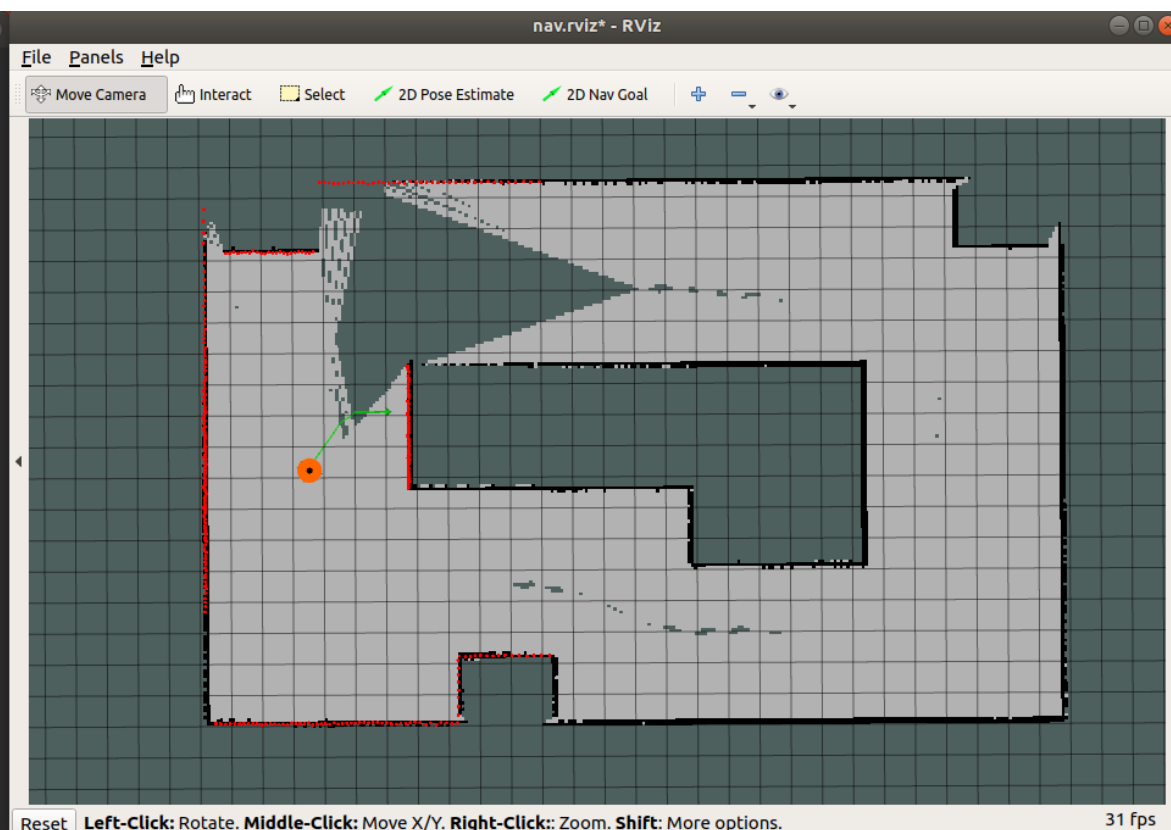 nav.rviz* - RViz
File Panels Help
Move Camera Interact Select 2D Pose Estimate 2D Nav Goal
Reset Left-Click: Rotate. Middle-Click: Move X/Y. Right-Click:: Zoom. Shift: More options. 31 fps